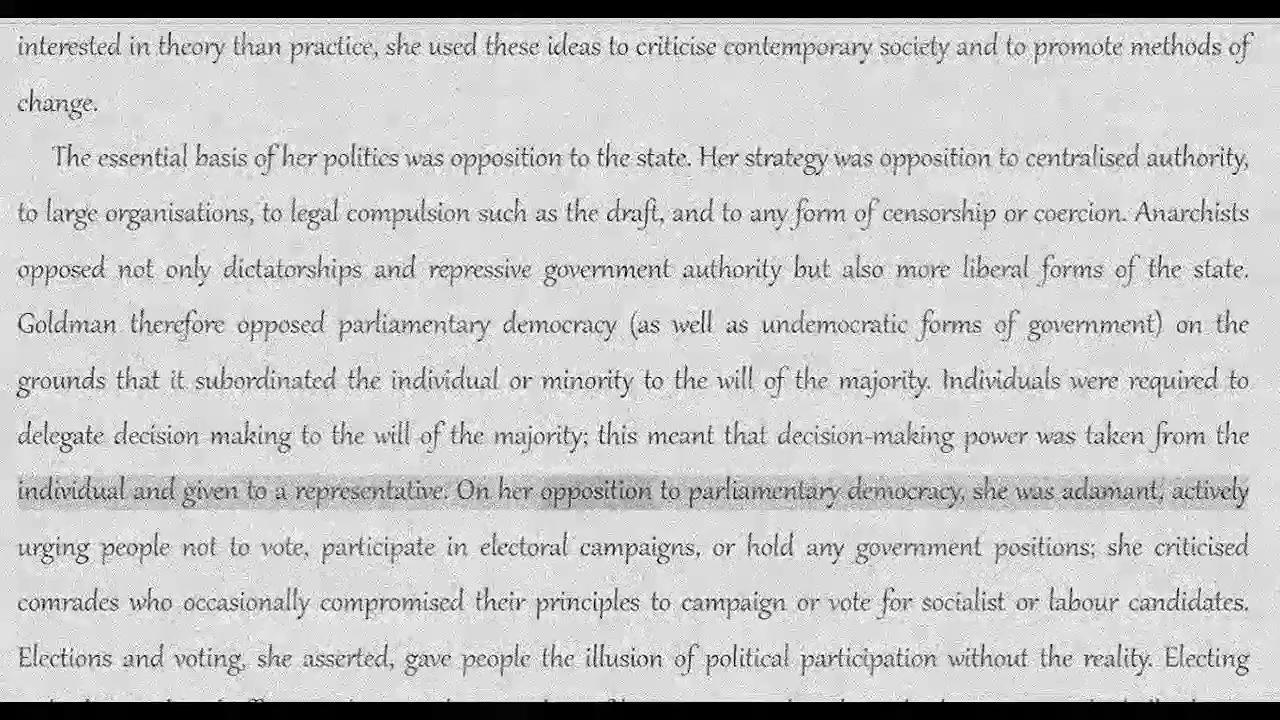 interested in theory than practice, she used these ideas to criticise contemporary society and to promote methods of
change.
The essential basis of her politics was opposition to the state. Her strategy was opposition to centralised authority,
to large organisations, to legal compulsion such as the draft, and to any form of censorship or coercion. Anarchists
opposed not only dictatorships and repressive government authority but also more liberal forms of the state.
Goldman therefore opposed parliamentary democracy (as well as undemocratic forms of government) on the
grounds that it subordinated the individual or minority to the will of the majority. Individuals were required to
delegate decision making to the will of the majority; this meant that decision-making power was taken from the
individual and given to a representative. On her opposition to parliamentary democracy, she was adamant, actively
urging people not to vote, participate in electoral campaigns, or hold any government positions; she criticised
comrades who occasionally compromised their principles to campaign or vote for socialist or labour candidates.
Elections and voting, she asserted, gave people the illusion of political participation without the reality. Electing